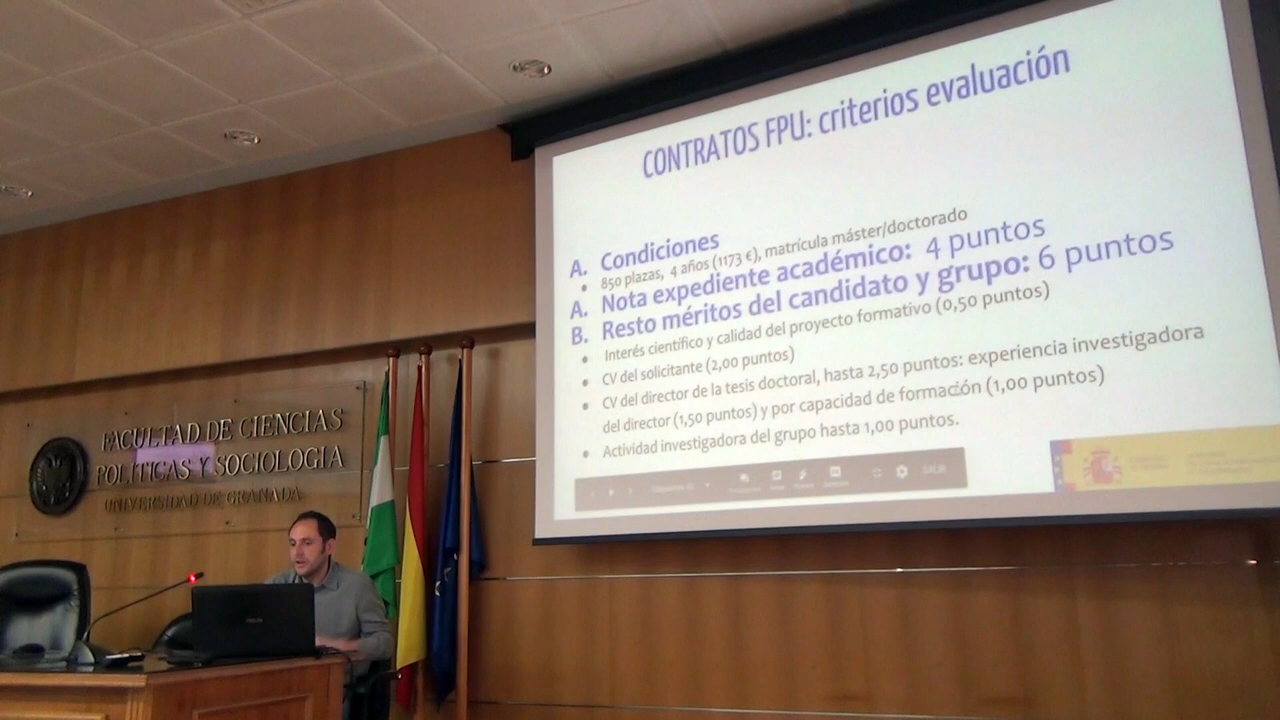 CONTRATOS FPU: criterios evaluación
A. Condiciones
• 850 plazas, 4 años (1173 €), matrícula máster/doctorado
A. Nota expediente académico: 4 puntos
B. Resto méritos del candidato y grupo: 6 puntos
• Interés científico y calidad del proyecto formativo (0,50 puntos)
• CV del solicitante (2,00 puntos)
• CV del director de la tesis doctoral, hasta 2,50 puntos: experiencia investigadora
del director (1,50 puntos) y por capacidad de formación (1,00 puntos)
• Actividad investigadora del grupo hasta 1,00 puntos.
SALIR
FACULTAD DE CIENCIAS
POLÍTICAS Y SOCIOLOGÍA
UNIVERSIDAD DE GRANADA